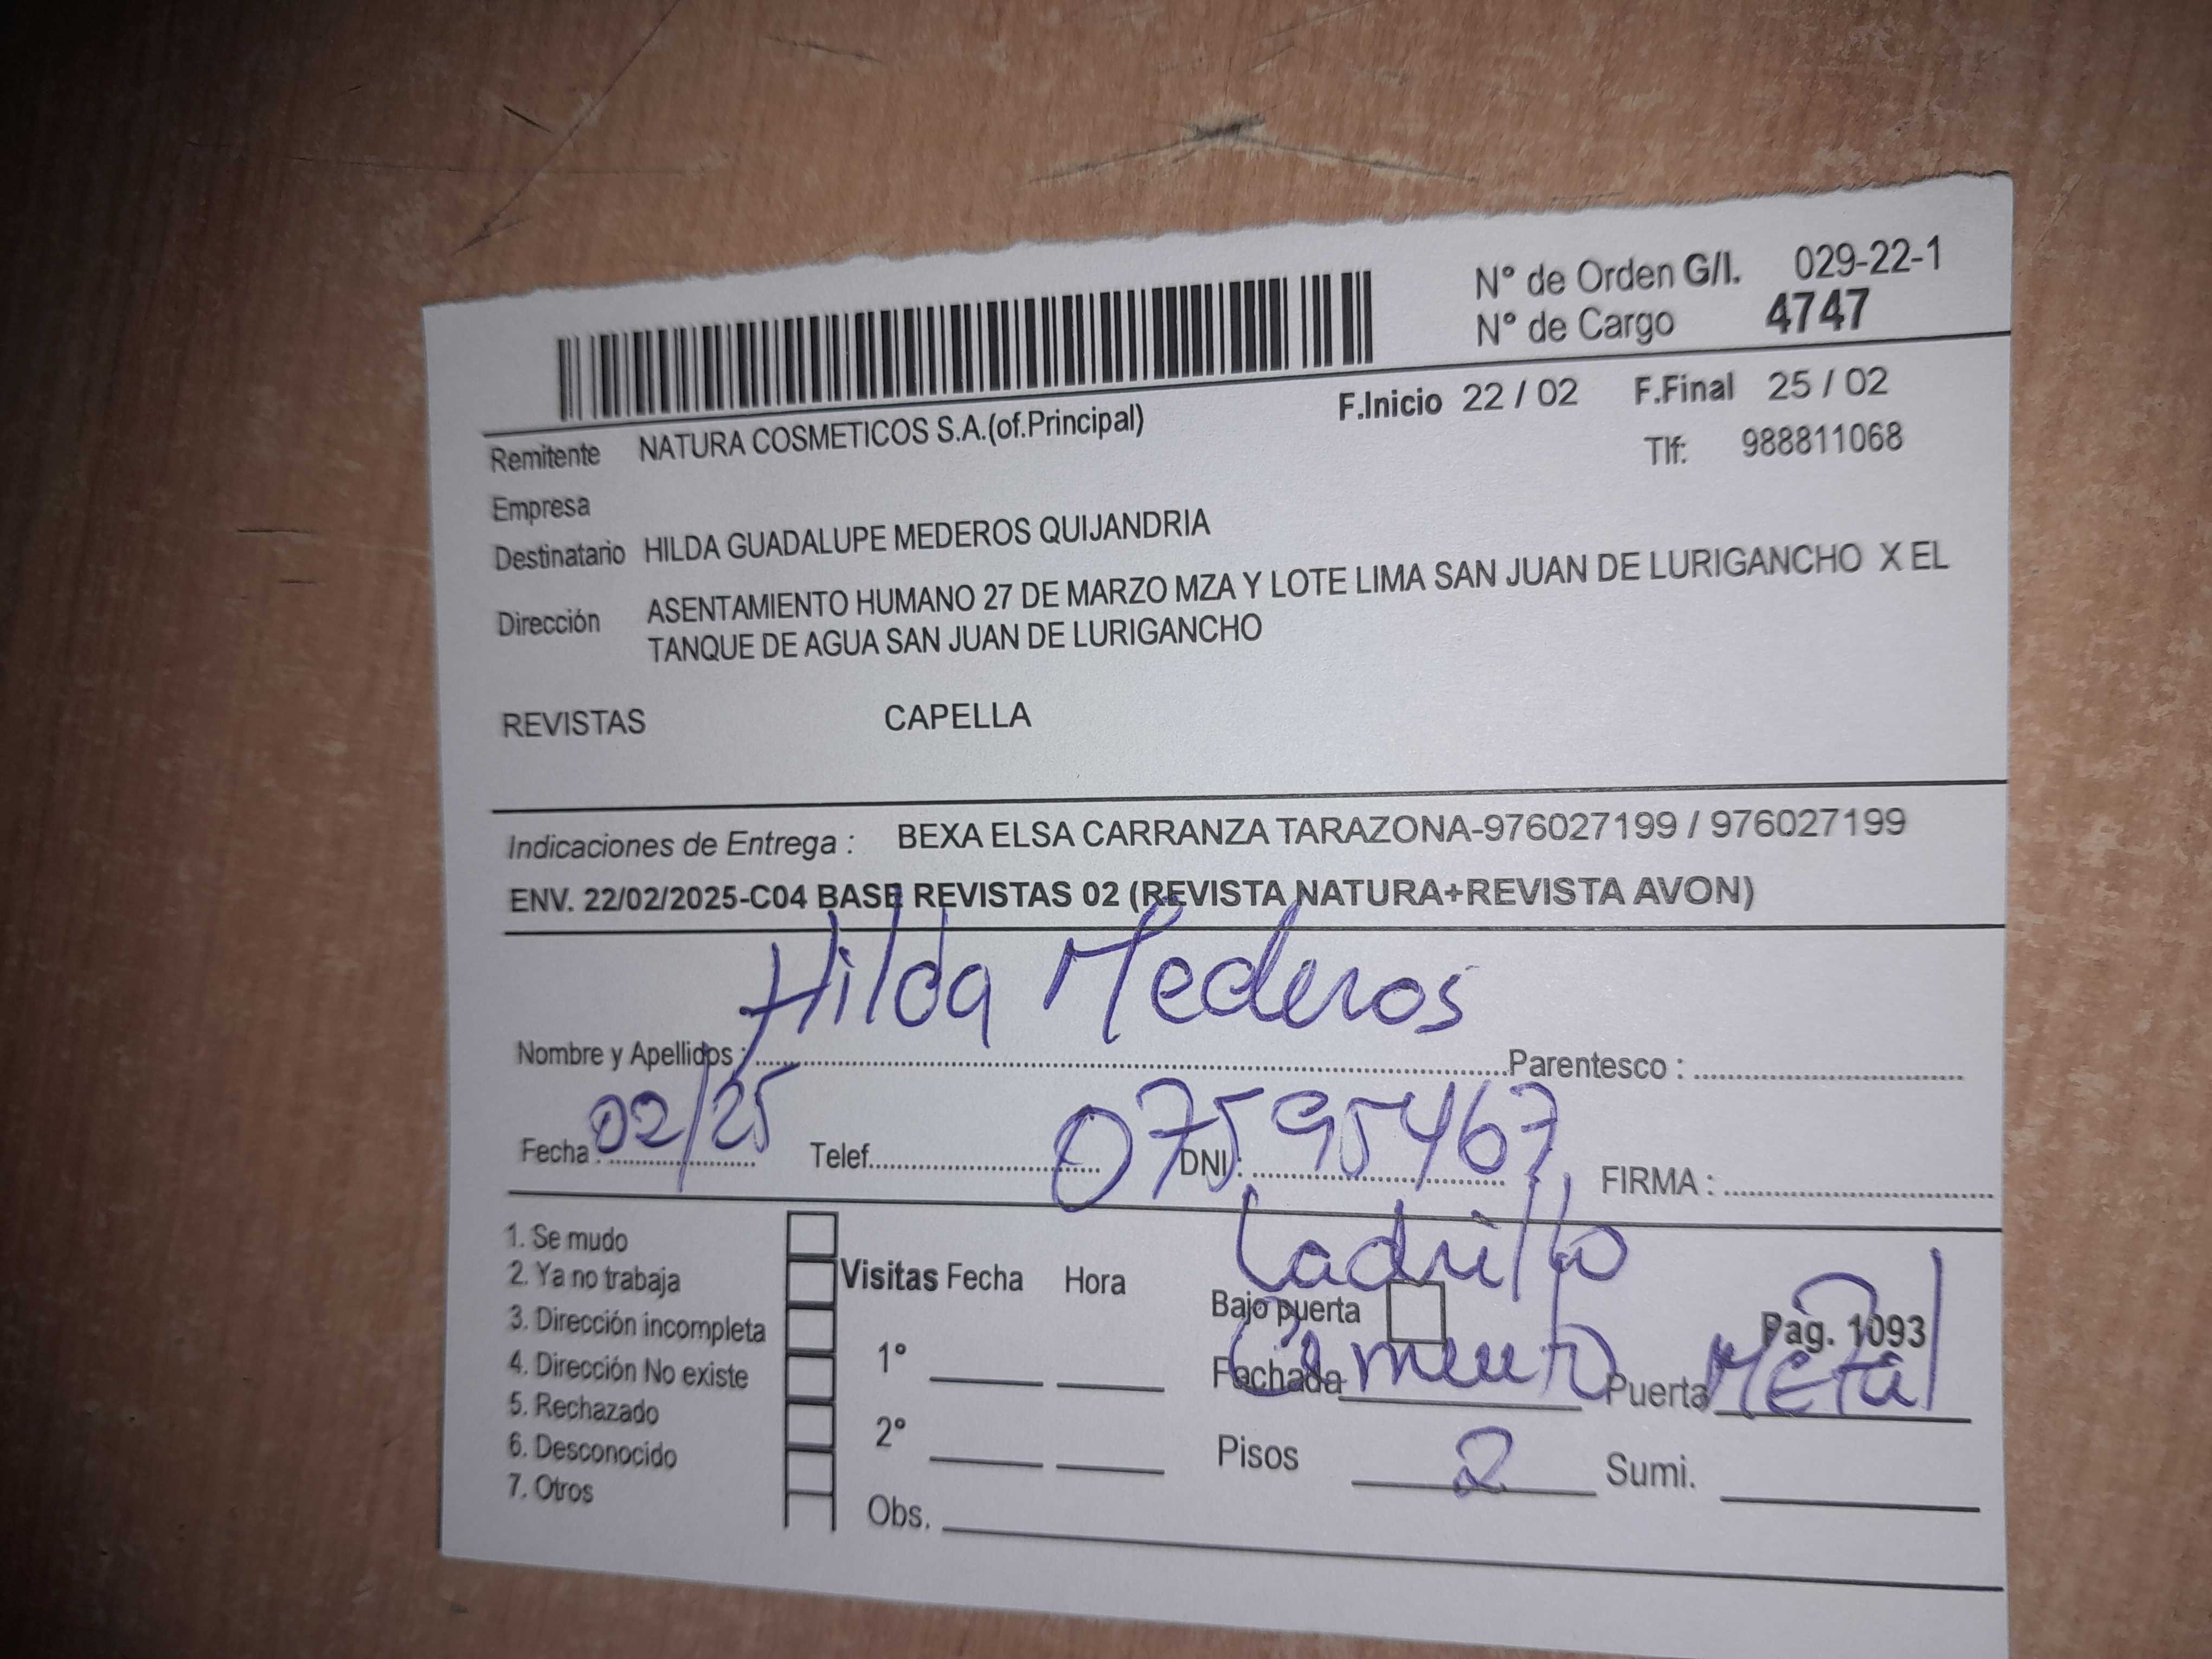 N° de Orden G/I. 029-22-1
N° de Cargo 4747
F.Inicio 22 / 02 F.Final 25 / 02
Remitente NATURA COSMETICOS S.A.(of.Principal)
Tlf: 988811068
Empresa
Destinatario HILDA GUADALUPE MEDEROS QUIJANDRIA
Dirección ASENTAMIENTO HUMANO 27 DE MARZO MZA Y LOTE LIMA SAN JUAN DE LURIGANCHO X EL
TANQUE DE AGUA SAN JUAN DE LURIGANCHO
REVISTAS CAPELLA
Indicaciones de Entrega : BEXA ELSA CARRANZA TARAZONA-976027199 / 976027199
ENV. 22/02/2025-C04 BASE REVISTAS 02 (REVISTA NATURA+REVISTA AVON)
Hilda Mederos
Nombre y Apellidos : Parentesco :
Fecha : 02/25 Telef. DNI : 07595467 FIRMA :
1. Se mudo
2. Ya no trabaja
3. Dirección incompleta
4. Dirección No existe
5. Rechazado
6. Desconocido
7. Otros
Visitas Fecha Hora
1°
2°
Obs.
Ladrillo
Bajo puerta Pág. 1093
Fachada Cemento Puerta Metal
Pisos 2 Sumi.